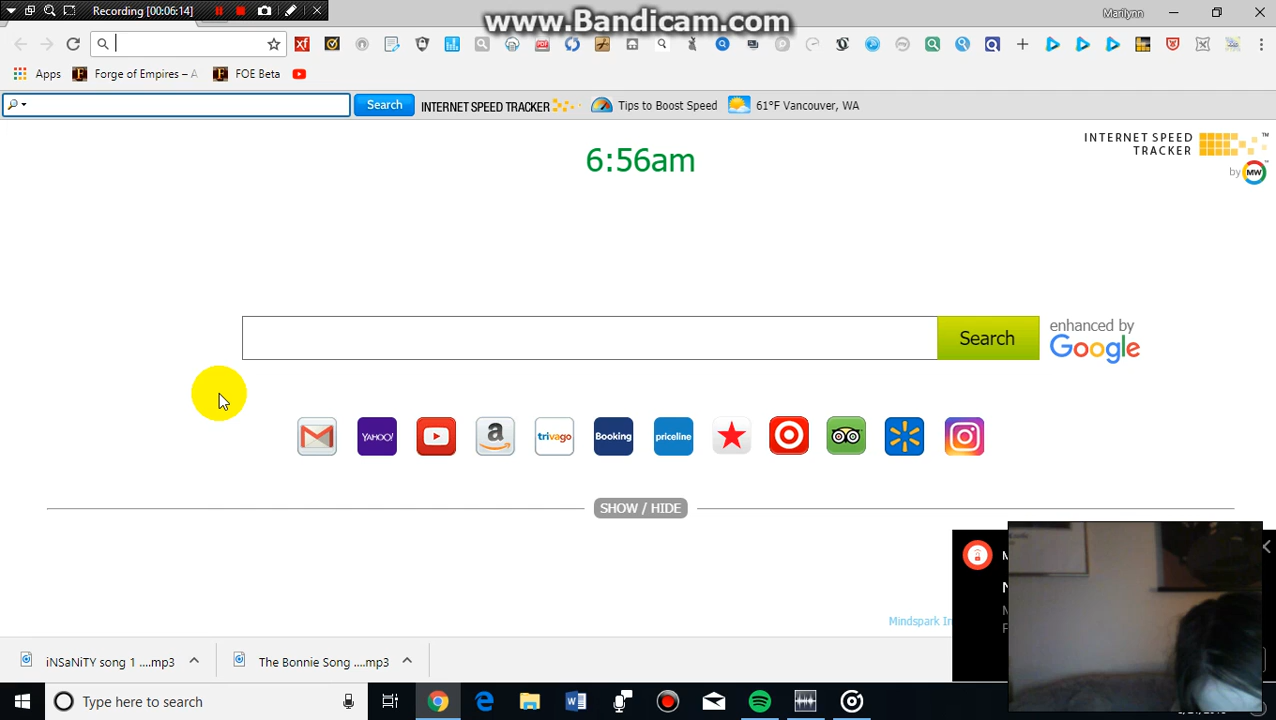 Recording [00:06:14]
www.Bandicam.com
Marilynn
Apps
Forge of Empires – A
FOE Beta
Search
INTERNET SPEED TRACKER
Tips to Boost Speed
61°F Vancouver, WA
6:56am
INTERNET SPEED
TRACKER
™
by MW
Search
enhanced by
Google
YAHOO!
a
trivago
Booking
priceline
SHOW / HIDE
Mindspark In
iNSaNiTY song 1 ....mp3
The Bonnie Song ....mp3
Type here to search